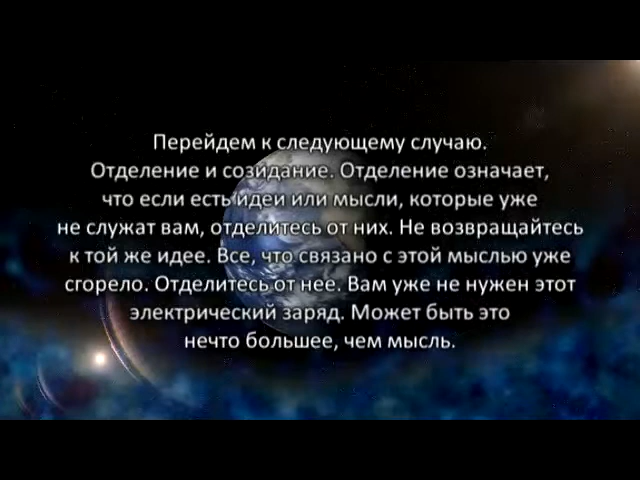 Перейдем к следующему случаю.
Отделение и созидание. Отделение означает,
что если есть идеи или мысли, которые уже
не служат вам, отделитесь от них. Не возвращайтесь
к той же идее. Все, что связано с этой мыслью уже
сгорело. Отделитесь от нее. Вам уже не нужен этот
электрический заряд. Может быть это
нечто большее, чем мысль.